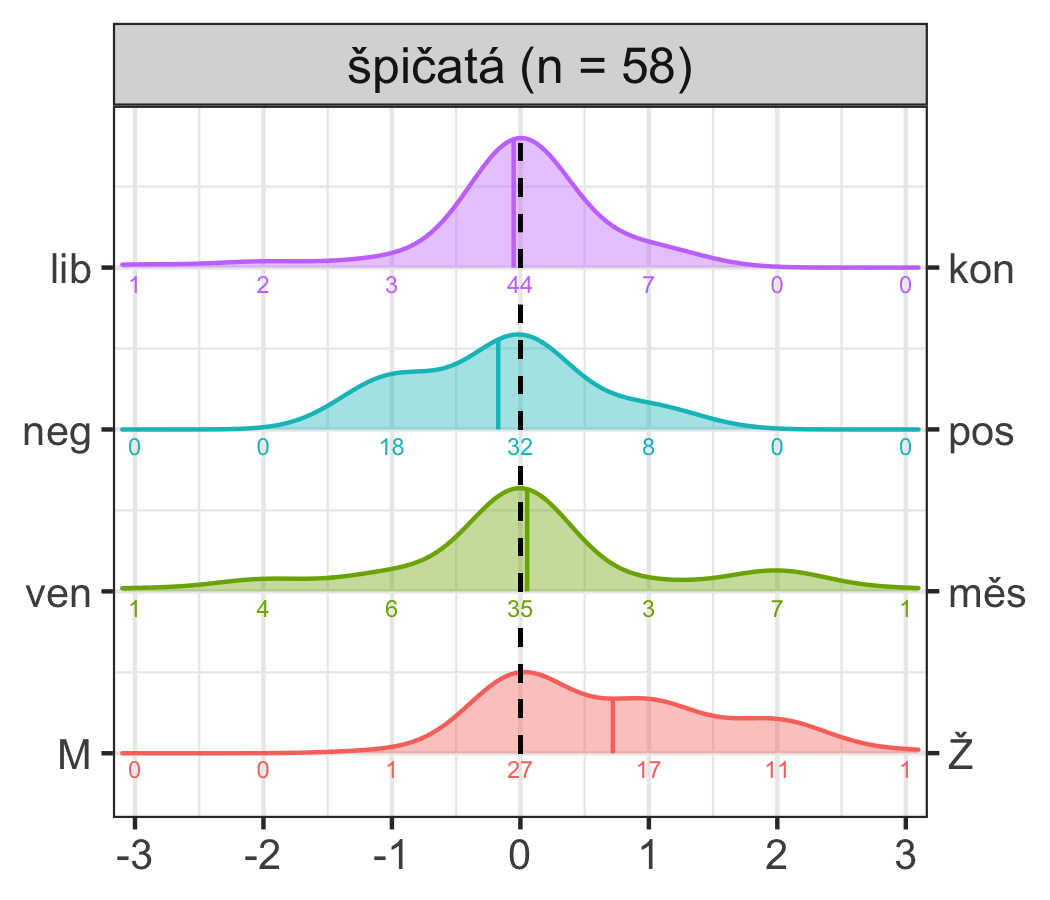 špičatá (n = 58)
lib kon
1 2 3 44 7 0 0
neg pos
0 0 18 32 8 0 0
ven měs
1 4 6 35 3 7 1
M Ž
0 0 1 27 17 11 1
-3 -2 -1 0 1 2 3